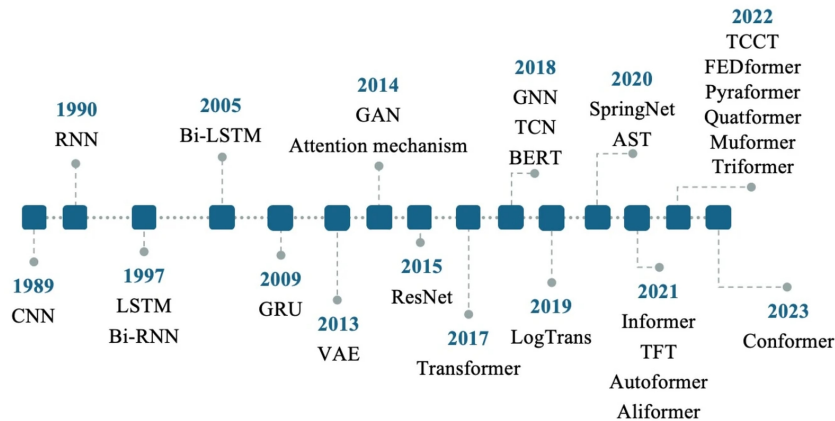 1989
CNN
1990
RNN
1997
LSTM
Bi-RNN
2005
Bi-LSTM
2009
GRU
2013
VAE
2014
GAN
Attention mechanism
2015
ResNet
2017
Transformer
2018
GNN
TCN
BERT
2019
LogTrans
2020
SpringNet
AST
2021
Informer
TFT
Autoformer
Aliformer
2022
TCCT
FEDformer
Pyraformer
Quatformer
Muformer
Triformer
2023
Conformer